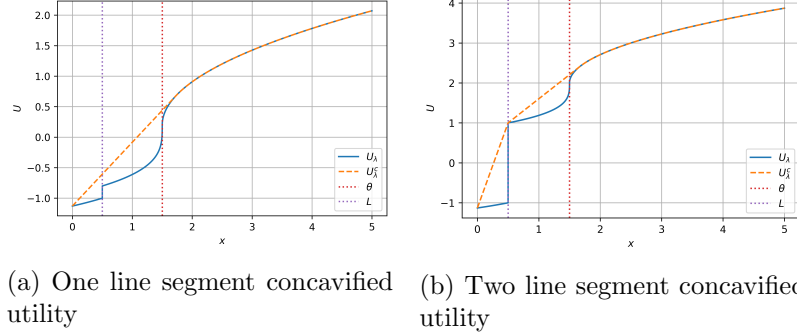 2.0
1.5
1.0
0.5
0.0
−0.5
−1.0
U
0 1 2 3 4 5
x
U_λ
U_λ^c
θ
L
4
3
2
1
0
−1
U
0 1 2 3 4 5
x
U_λ
U_λ^c
θ
L
(a) One line segment concavified
utility
(b) Two line segment concavified
utility